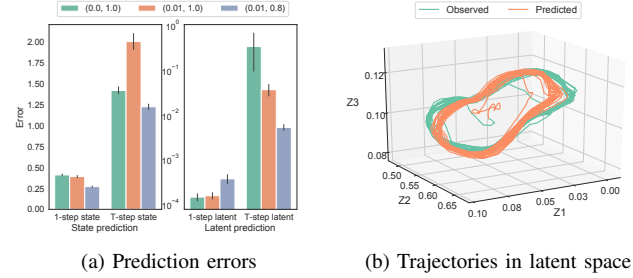 (0.0, 1.0) (0.01, 1.0) (0.01, 0.8)
Error
2.00
1.75
1.50
1.25
1.00
0.75
0.50
0.25
0.00
1-step state T-step state
State prediction
10⁰
10⁻¹
10⁻²
10⁻³
10⁻⁴
1-step latent T-step latent
Latent prediction
(a) Prediction errors
Observed Predicted
Z3
0.12
0.10
0.08
0.50
0.55
0.60
0.65
Z2
0.10
0.08
0.05
0.03
0.00
Z1
(b) Trajectories in latent space